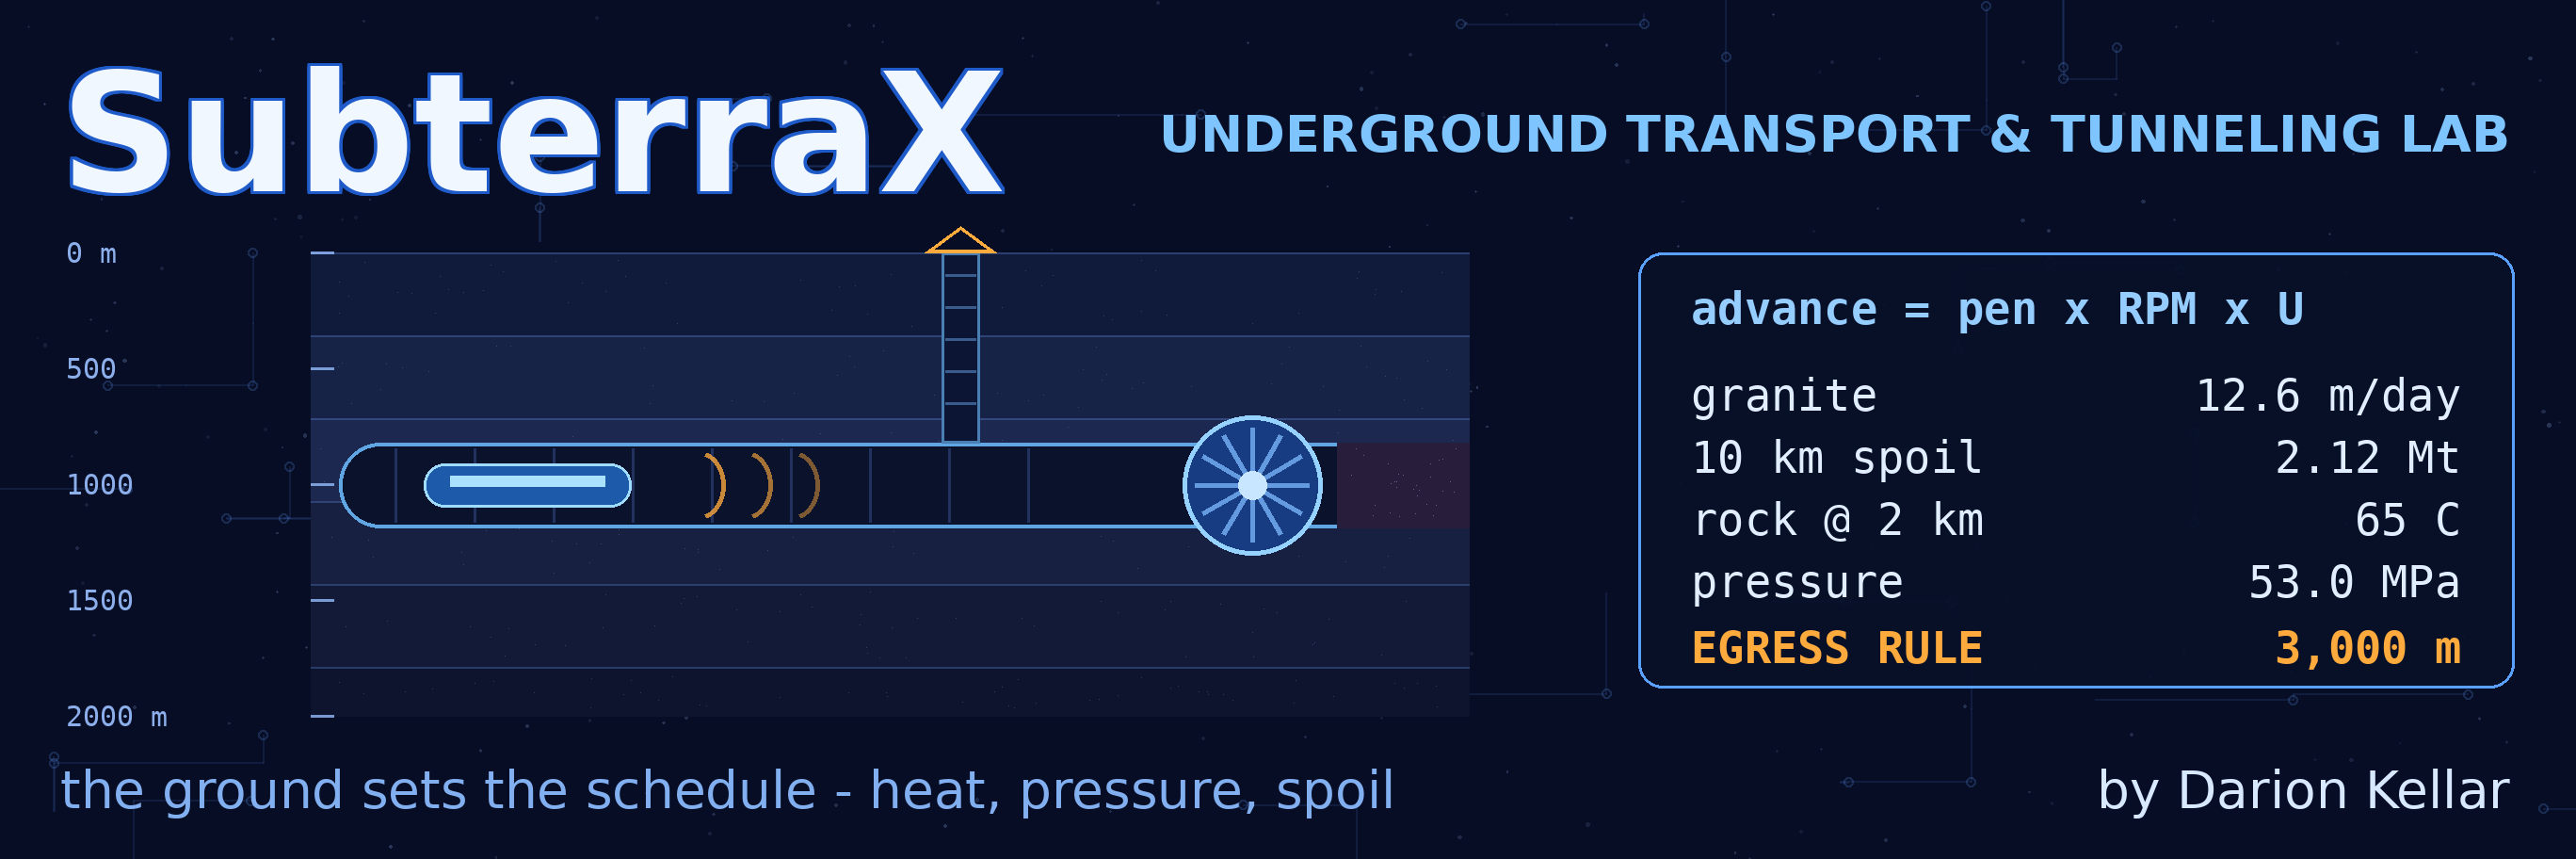 SubterraX
UNDERGROUND TRANSPORT & TUNNELING LAB
0 m
500
1000
1500
2000 m
advance = pen x RPM x U
granite 12.6 m/day
10 km spoil 2.12 Mt
rock @ 2 km 65 C
pressure 53.0 MPa
EGRESS RULE 3,000 m
the ground sets the schedule - heat, pressure, spoil
by Darion Kellar